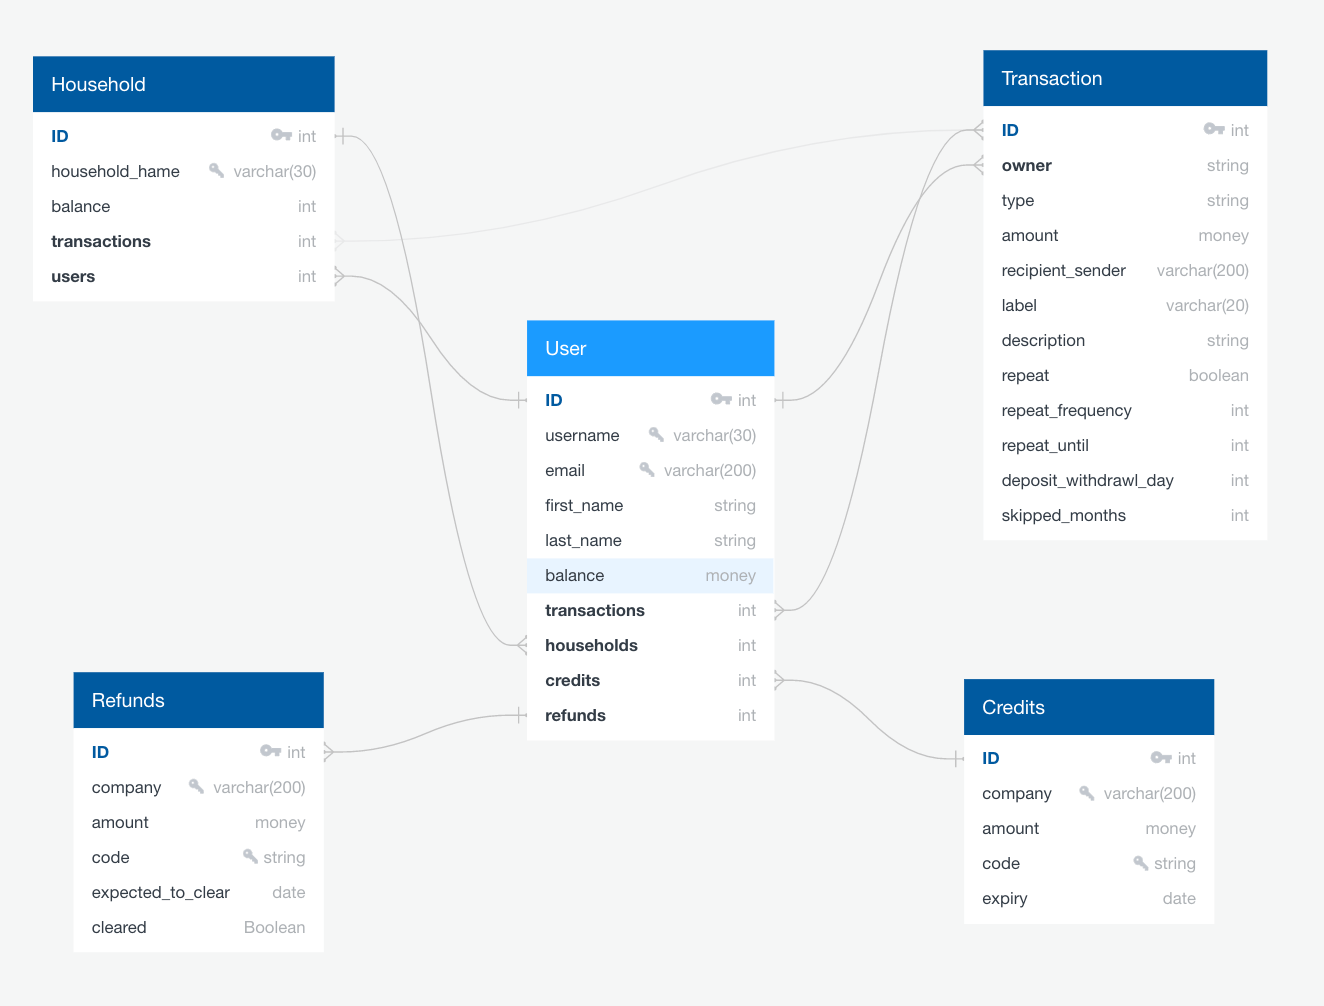 Household
ID int
household_hame varchar(30)
balance int
transactions int
users int
Transaction
ID int
owner string
type string
amount money
recipient_sender varchar(200)
label varchar(20)
description string
repeat boolean
repeat_frequency int
repeat_until int
deposit_withdrawl_day int
skipped_months int
User
ID int
username varchar(30)
email varchar(200)
first_name string
last_name string
balance money
transactions int
households int
credits int
refunds int
Refunds
ID int
company varchar(200)
amount money
code string
expected_to_clear date
cleared Boolean
Credits
ID int
company varchar(200)
amount money
code string
expiry date